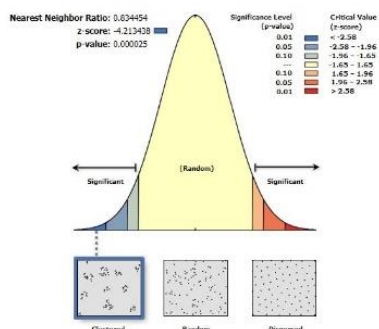 Nearest Neighbor Ratio: 0.834454
z-score: -4.213438
p-value: 0.000025
Significance Level
(p-value)
Critical Value
(z-score)
0.01 < -2.58
0.05 -2.58 - -1.96
0.10 -1.96 - -1.65
--- -1.65 - 1.65
0.10 1.65 - 1.96
0.05 1.96 - 2.58
0.01 > 2.58
(Random)
Significant
Significant
Clustered
Random
Dispersed